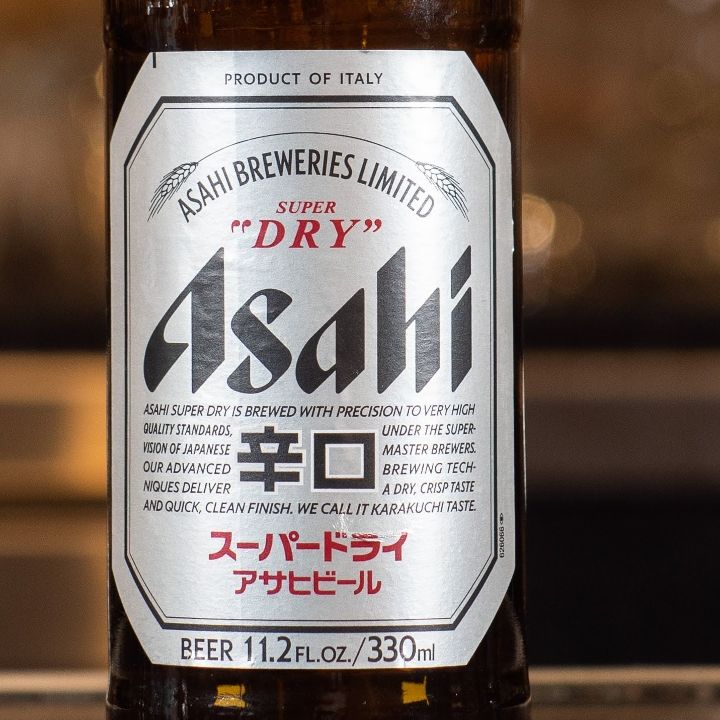 PRODUCT OF ITALY
ASAHI BREWERIES LIMITED
SUPER
"DRY"
Asahi
ASAHI SUPER DRY IS BREWED WITH PRECISION TO VERY HIGH
QUALITY STANDARDS, UNDER THE SUPER-
VISION OF JAPANESE MASTER BREWERS.
OUR ADVANCED BREWING TECH-
NIQUES DELIVER A DRY, CRISP TASTE
AND QUICK, CLEAN FINISH. WE CALL IT KARAKUCHI TASTE.
辛口
スーパードライ
アサヒビール
BEER 11.2 FL.OZ./330ml
626066